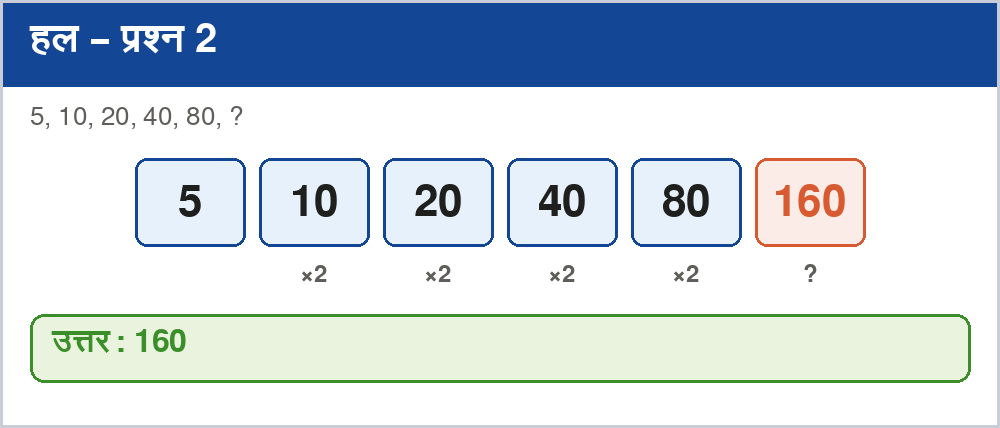 हल – प्रश्न 2
5, 10, 20, 40, 80, ?
5 10 20 40 80 160
×2 ×2 ×2 ×2 ?
उत्तर : 160